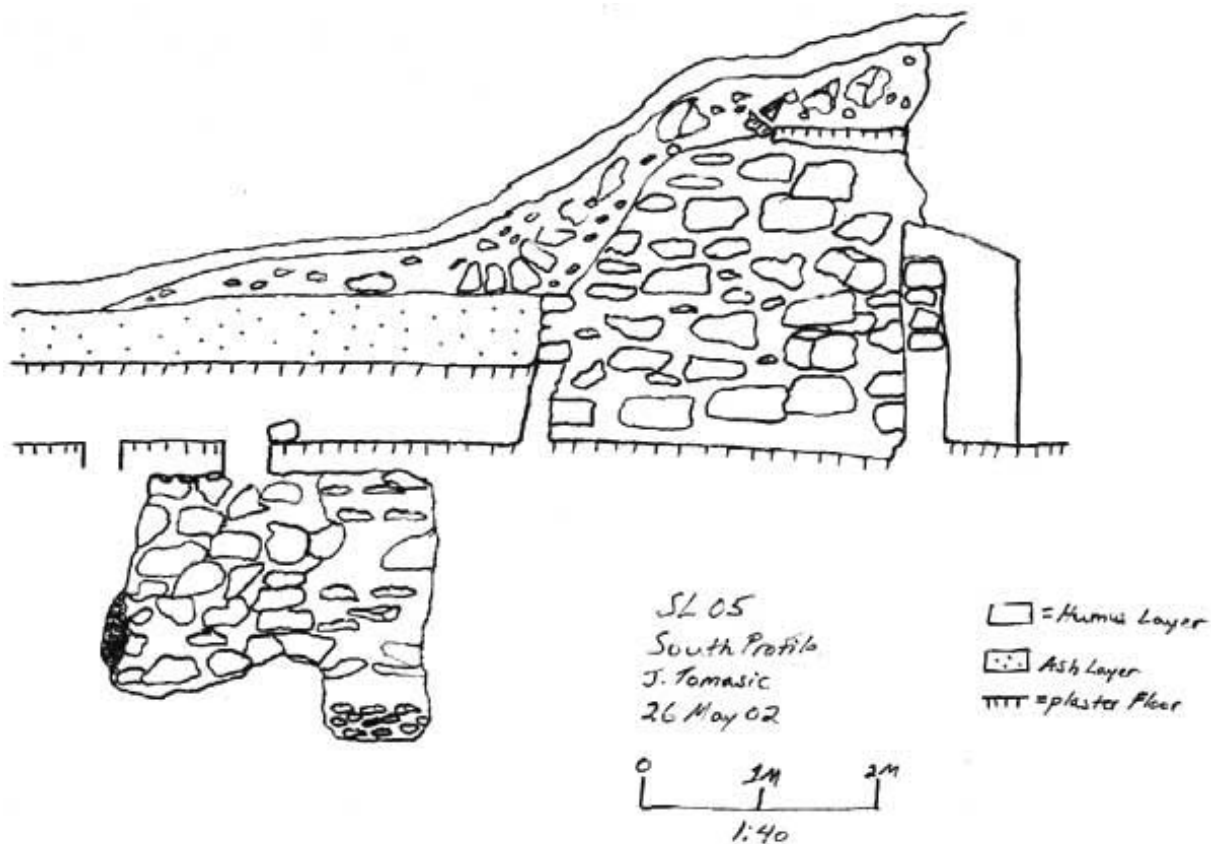 SL 05
South Profile
J. Tomasic
26 May 02
0 1M 2M
1:40
= Humus Layer
Ash Layer
= plaster Floor